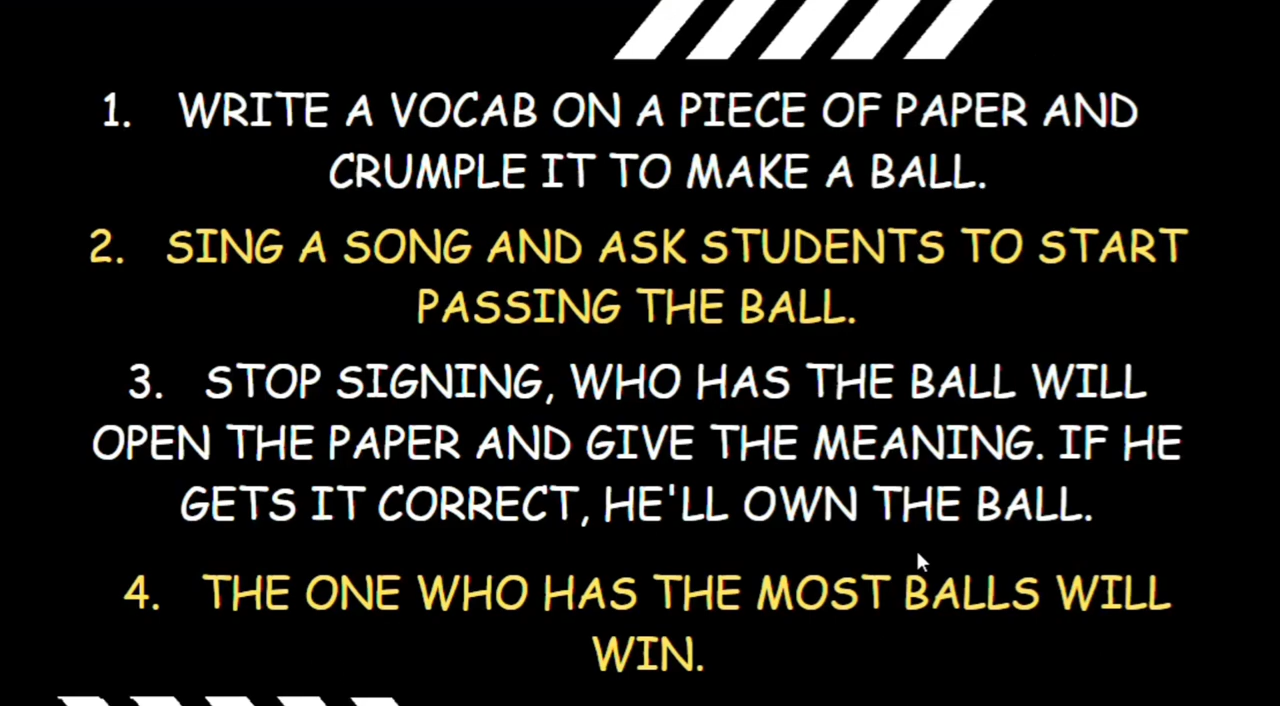 1. WRITE A VOCAB ON A PIECE OF PAPER AND
CRUMPLE IT TO MAKE A BALL.
2. SING A SONG AND ASK STUDENTS TO START
PASSING THE BALL.
3. STOP SIGNING, WHO HAS THE BALL WILL
OPEN THE PAPER AND GIVE THE MEANING. IF HE
GETS IT CORRECT, HE'LL OWN THE BALL.
4. THE ONE WHO HAS THE MOST BALLS WILL
WIN.